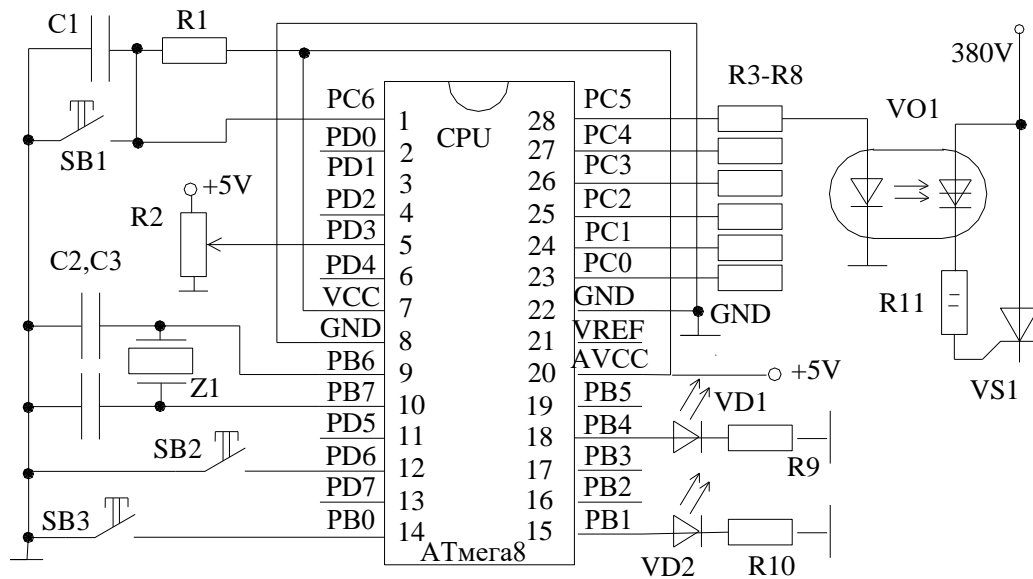 C1
R1
380V
R3-R8
VO1
PC6
1
CPU
28
PC5
PD0
2
27
PC4
SB1
PD1
3
26
PC3
+5V
R2
PD2
4
25
PC2
PD3
5
24
PC1
C2,C3
PD4
6
23
PC0
VCC
7
22
GND
GND
R11
GND
8
21
VREF
PB6
9
20
AVCC
+5V
VS1
Z1
PB7
10
19
PB5
VD1
PD5
11
18
PB4
SB2
PD6
12
17
PB3
R9
PD7
13
16
PB2
SB3
PB0
14
15
PB1
АТмега8
VD2
R10